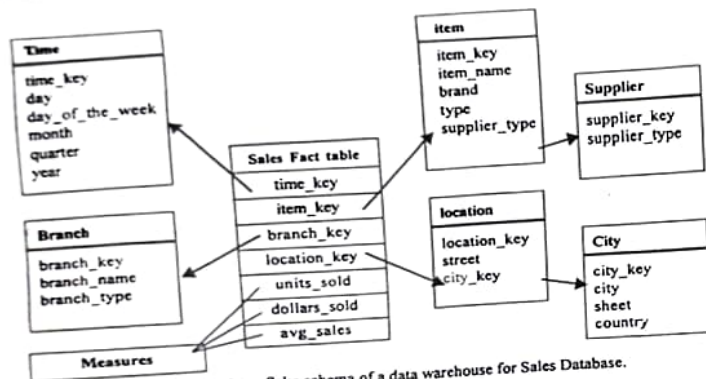 Time
time_key
day
day_of_the_week
month
quarter
year
item
item_key
item_name
brand
type
supplier_type
Supplier
supplier_key
supplier_type
Sales Fact table
time_key
item_key
branch_key
location_key
units_sold
dollars_sold
avg_sales
Branch
branch_key
branch_name
branch_type
location
location_key
street
city_key
City
city_key
city
sheet
country
Measures
schema of a data warehouse for Sales Database.